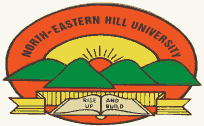 NORTH-EASTERN HILL UNIVERSITY
RISE AND
UP BUILD